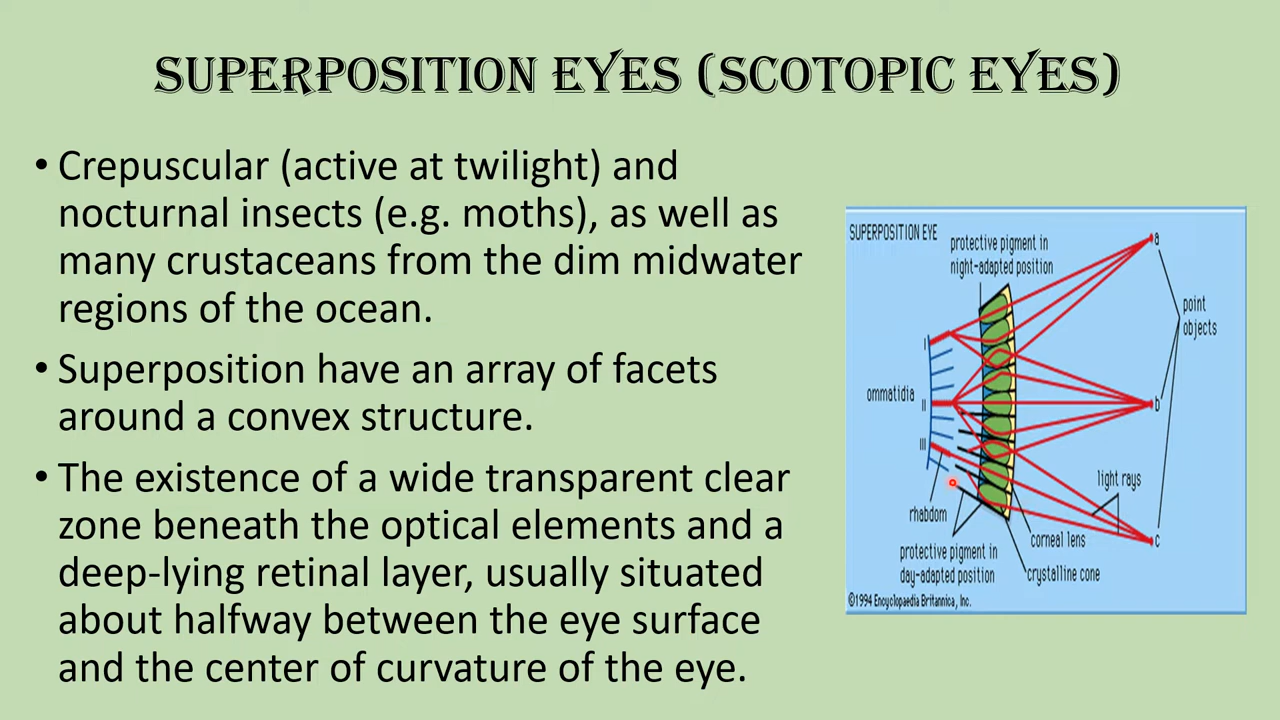 SUPERPOSITION EYES (SCOTOPIC EYES)
• Crepuscular (active at twilight) and
nocturnal insects (e.g. moths), as well as
many crustaceans from the dim midwater
regions of the ocean.
• Superposition have an array of facets
around a convex structure.
• The existence of a wide transparent clear
zone beneath the optical elements and a
deep-lying retinal layer, usually situated
about halfway between the eye surface
and the center of curvature of the eye.
SUPERPOSITION EYE
protective pigment in
night-adapted position
a
point
objects
I
ommatidia
II
b
III
light rays
rhabdom
corneal lens
c
protective pigment in
day-adapted position
crystalline cone
©1994 Encyclopaedia Britannica, Inc.